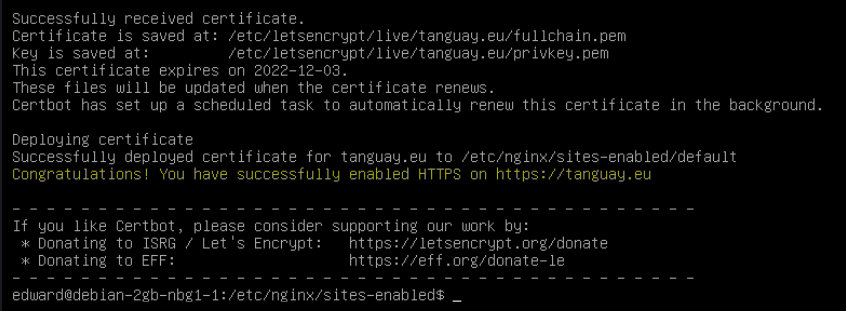 Successfully received certificate.
Certificate is saved at: /etc/letsencrypt/live/tanguay.eu/fullchain.pem
Key is saved at:         /etc/letsencrypt/live/tanguay.eu/privkey.pem
This certificate expires on 2022-12-03.
These files will be updated when the certificate renews.
Certbot has set up a scheduled task to automatically renew this certificate in the background.

Deploying certificate
Successfully deployed certificate for tanguay.eu to /etc/nginx/sites-enabled/default
Congratulations! You have successfully enabled HTTPS on https://tanguay.eu

- - - - - - - - - - - - - - - - - - - - - - - - - - - - - - - - - - - - - - - -
If you like Certbot, please consider supporting our work by:
 * Donating to ISRG / Let's Encrypt:   https://letsencrypt.org/donate
 * Donating to EFF:                    https://eff.org/donate-le
- - - - - - - - - - - - - - - - - - - - - - - - - - - - - - - - - - - - - - - -
edward@debian-2gb-nbg1-1:/etc/nginx/sites-enabled$ _